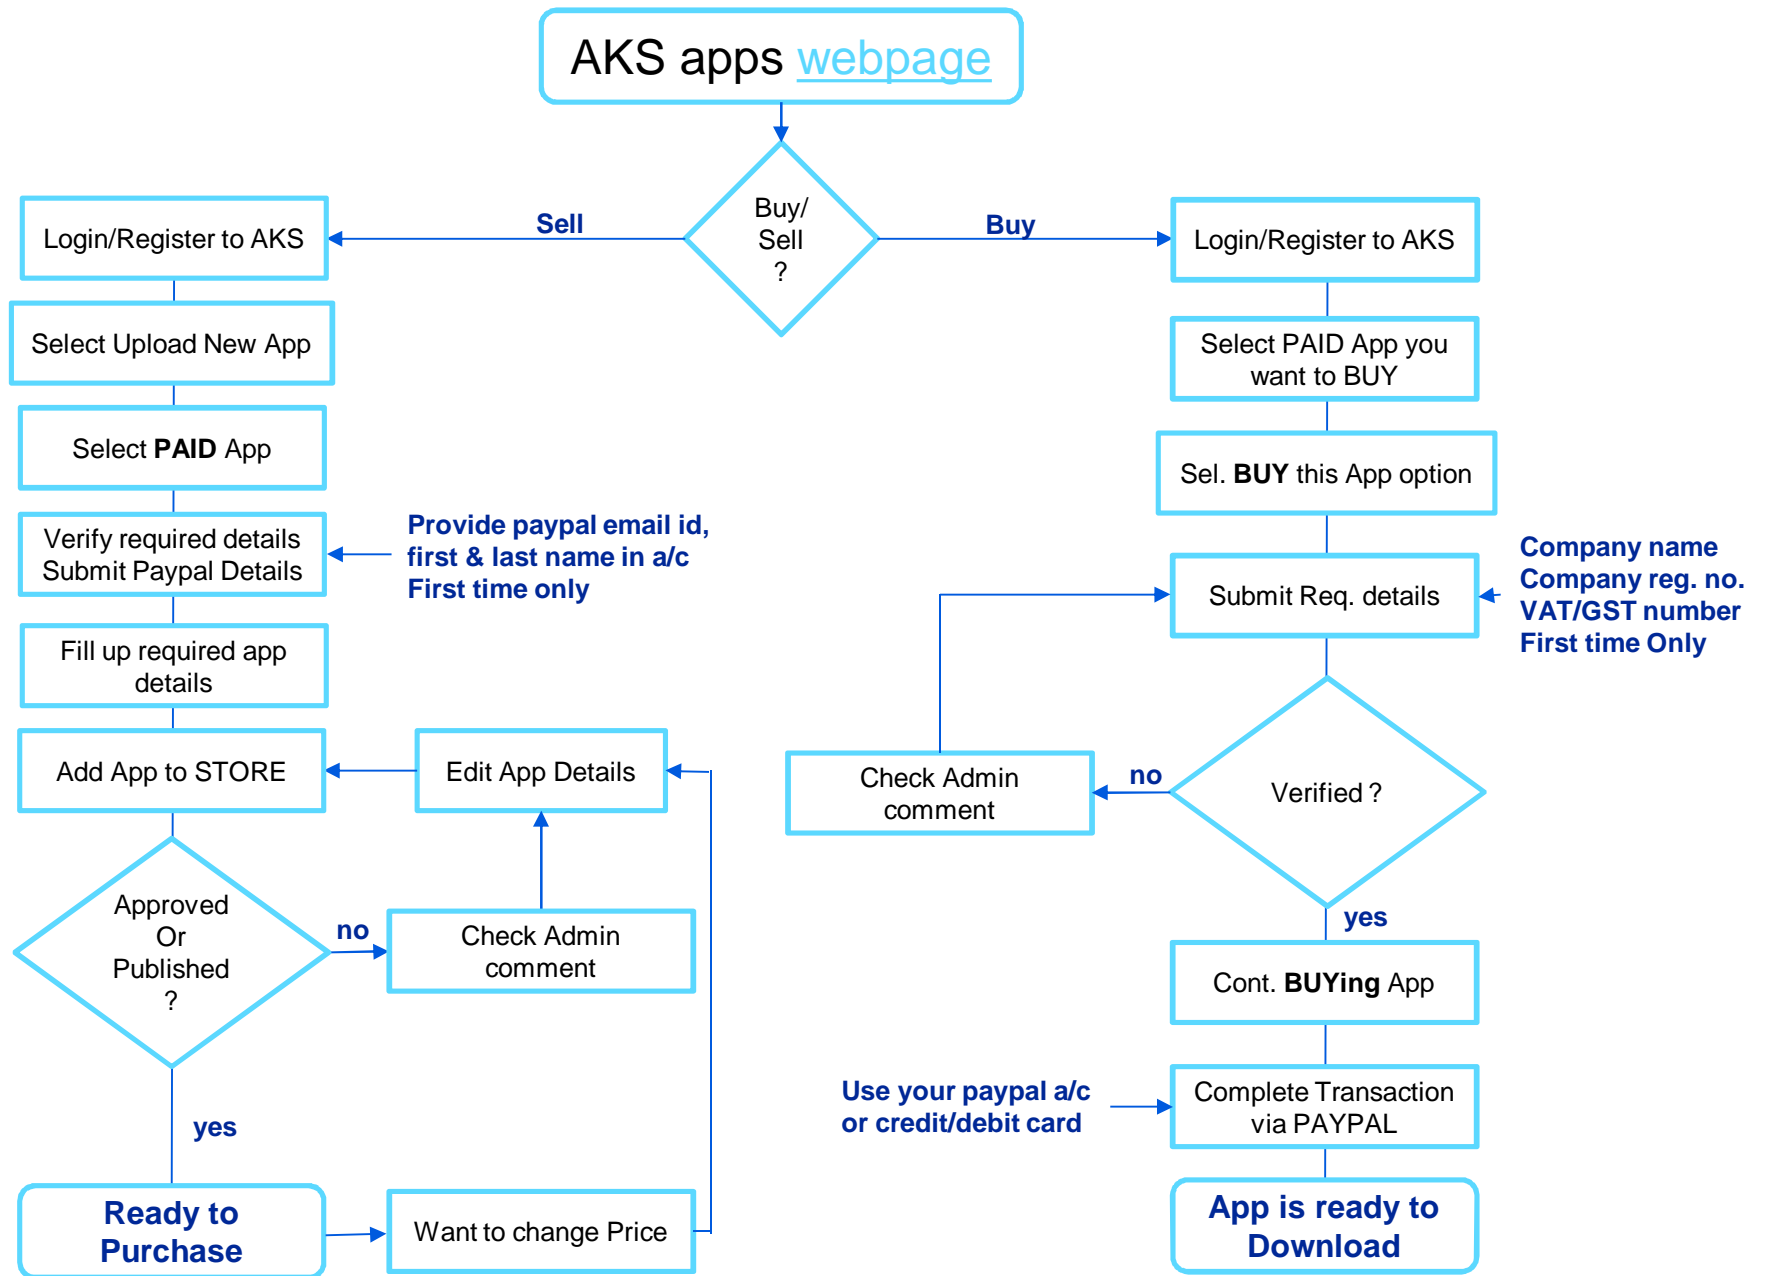 AKS apps webpage
Buy/
Sell
?
Sell
Buy
Login/Register to AKS
Select Upload New App
Select PAID App
Verify required details
Submit Paypal Details
Provide paypal email id,
first & last name in a/c
First time only
Fill up required app
details
Add App to STORE
Edit App Details
Approved
Or
Published
?
no
Check Admin
comment
yes
Ready to
Purchase
Want to change Price
Login/Register to AKS
Select PAID App you
want to BUY
Sel. BUY this App option
Submit Req. details
Company name
Company reg. no.
VAT/GST number
First time Only
Verified ?
no
Check Admin
comment
yes
Cont. BUYing App
Use your paypal a/c
or credit/debit card
Complete Transaction
via PAYPAL
App is ready to
Download